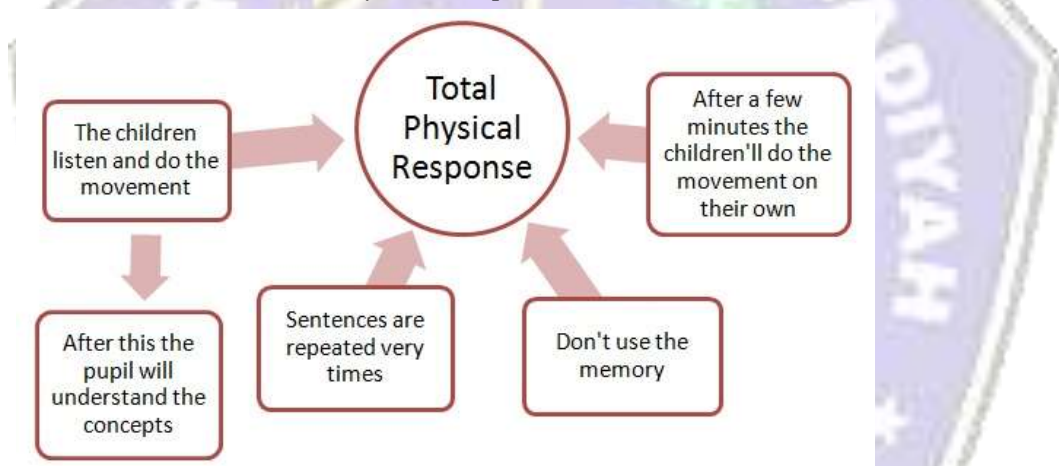 Total
Physical
Response
The children
listen and do the
movement
After a few
minutes the
children'll do the
movement on
their own
After this the
pupil will
understand the
concepts
Sentences are
repeated very
times
Don't use the
memory